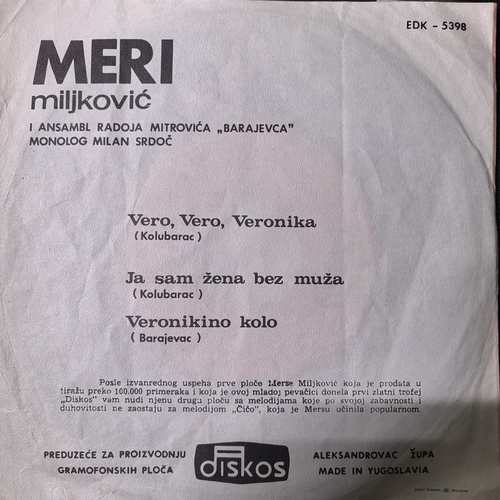 EDK - 5398
MERI
miljković
I ANSAMBL RADOJA MITROVIĆA „BARAJEVCA"
MONOLOG MILAN SRDOČ
Vero, Vero, Veronika
( Kolubarac )
Ja sam žena bez muža
( Kolubarac )
Veronikino kolo
( Barajevac )
Posle izvanrednog uspeha prve ploče Merse Miljković koja je prodata u
tiražu preko 100.000 primeraka i koja je ovoj mladoj pevačici donela prvi zlatni trofej
„Diskos" vam nudi njenu drugu ploču sa melodijama koje po svojoj zabavnosti i
duhovitosti ne zaostaju za melodijom „Čičo", koja je Mersu učinila popularnom.
PREDUZEĆE ZA PROIZVODNJU
GRAMOFONSKIH PLOČA
DISKOS
ALEKSANDROVAC ŽUPA
MADE IN YUGOSLAVIA